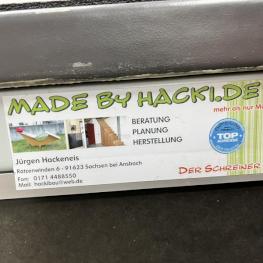 MADE BY HACKI.DE
mehr als nur Mö
BERATUNG
PLANUNG
HERSTELLUNG
TOP
Jürgen Hackeneis
Ratzenwinden 6 - 91623 Sachsen bei Ansbach
Fon: 0171 4488550
Mail: hackibau@web.de
DER SCHREINER